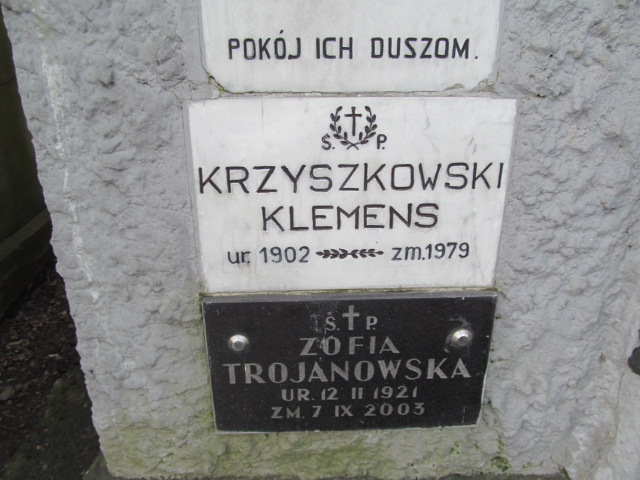 POKÓJ ICH DUSZOM.
Ś. P.
KRZYSZKOWSKI
KLEMENS
ur. 1902 zm. 1979
Ś. P.
ZOFIA
TROJANOWSKA
UR. 12 II 1921
ZM. 7 IX 2003